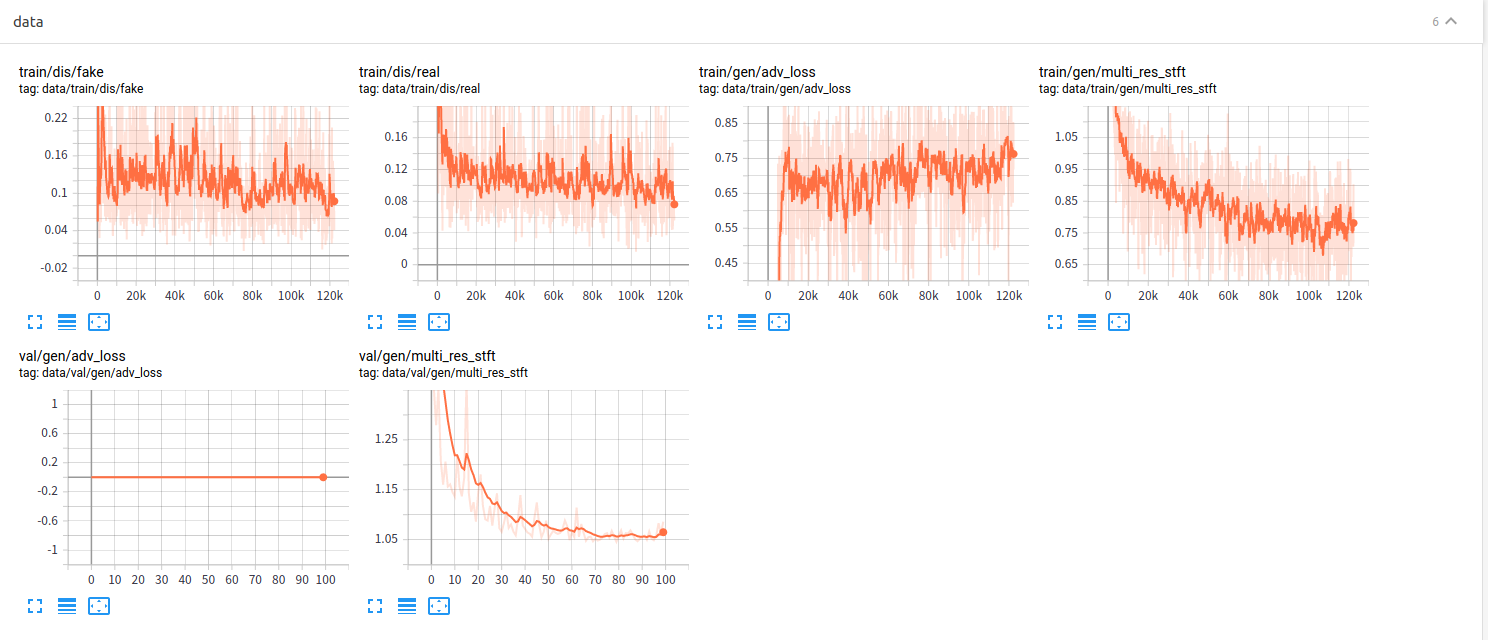 data
6
train/dis/fake
tag: data/train/dis/fake
0.22
0.16
0.1
0.04
-0.02
0 20k 40k 60k 80k 100k 120k
train/dis/real
tag: data/train/dis/real
0.16
0.12
0.08
0.04
0
0 20k 40k 60k 80k 100k 120k
train/gen/adv_loss
tag: data/train/gen/adv_loss
0.85
0.75
0.65
0.55
0.45
0 20k 40k 60k 80k 100k 120k
train/gen/multi_res_stft
tag: data/train/gen/multi_res_stft
1.05
0.95
0.85
0.75
0.65
0 20k 40k 60k 80k 100k 120k
val/gen/adv_loss
tag: data/val/gen/adv_loss
1
0.6
0.2
-0.2
-0.6
-1
0 10 20 30 40 50 60 70 80 90 100
val/gen/multi_res_stft
tag: data/val/gen/multi_res_stft
1.25
1.15
1.05
0 10 20 30 40 50 60 70 80 90 100